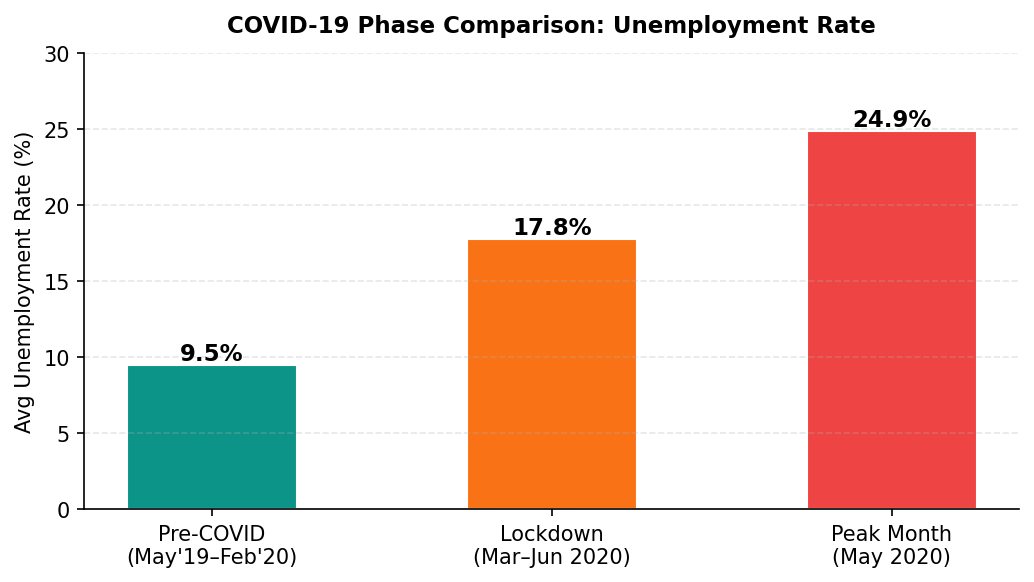 COVID-19 Phase Comparison: Unemployment Rate
Avg Unemployment Rate (%)
30
25
20
15
10
5
0
9.5%
17.8%
24.9%
Pre-COVID
(May'19–Feb'20)
Lockdown
(Mar–Jun 2020)
Peak Month
(May 2020)